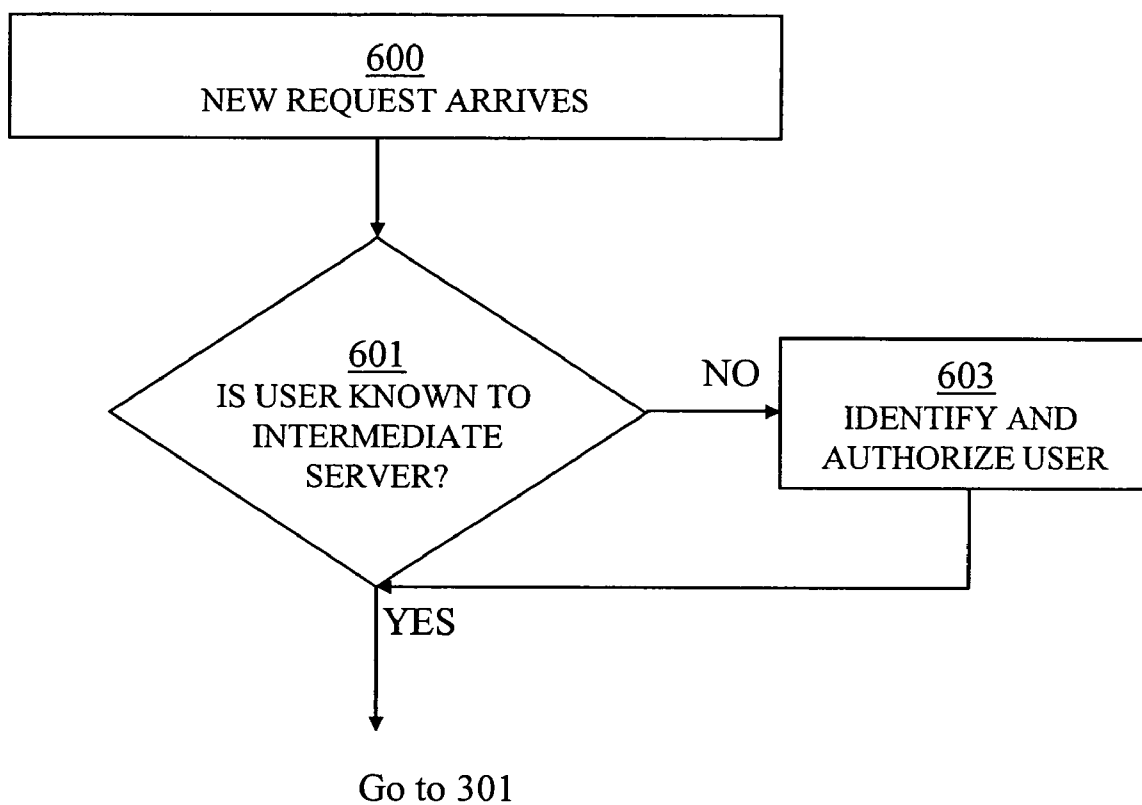 600
NEW REQUEST ARRIVES
601
IS USER KNOWN TO
INTERMEDIATE
SERVER?
NO
603
IDENTIFY AND
AUTHORIZE USER
YES
Go to 301